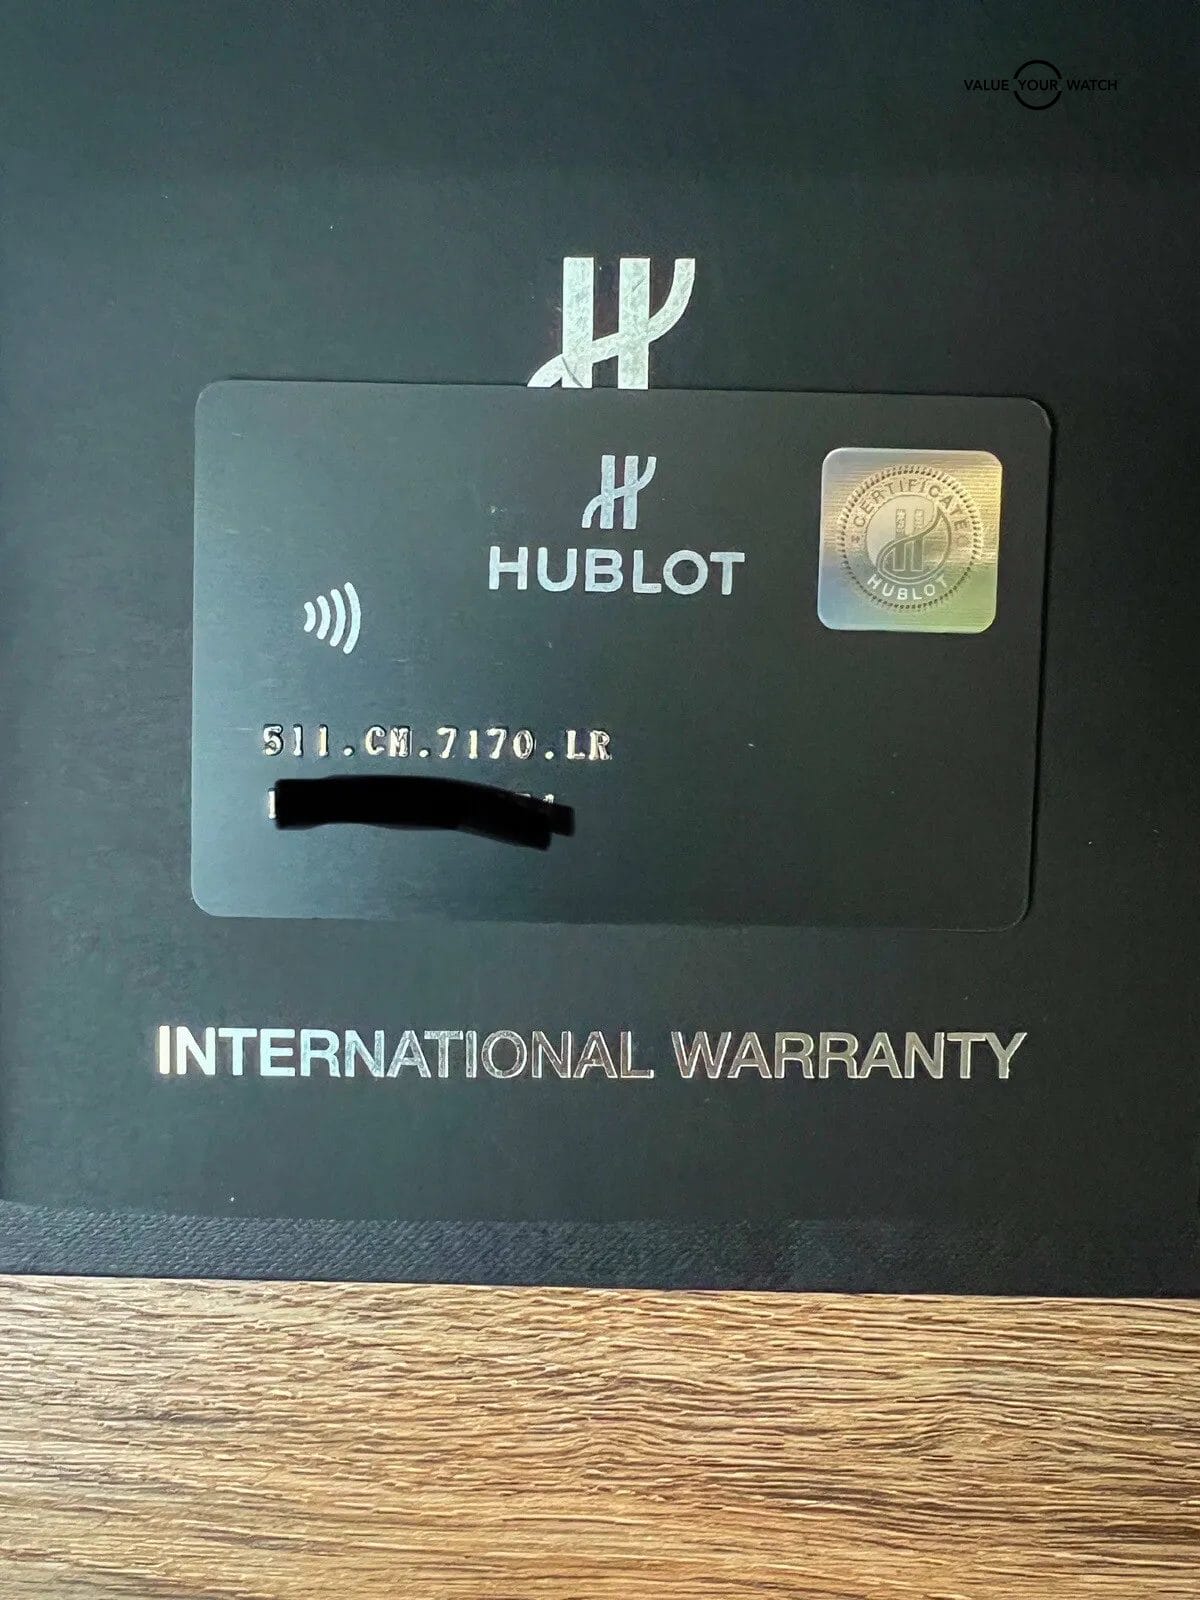 VALUE YOUR WATCH
HUBLOT
CERTIFICATE
HUBLOT
511.CM.7170.LR
INTERNATIONAL WARRANTY